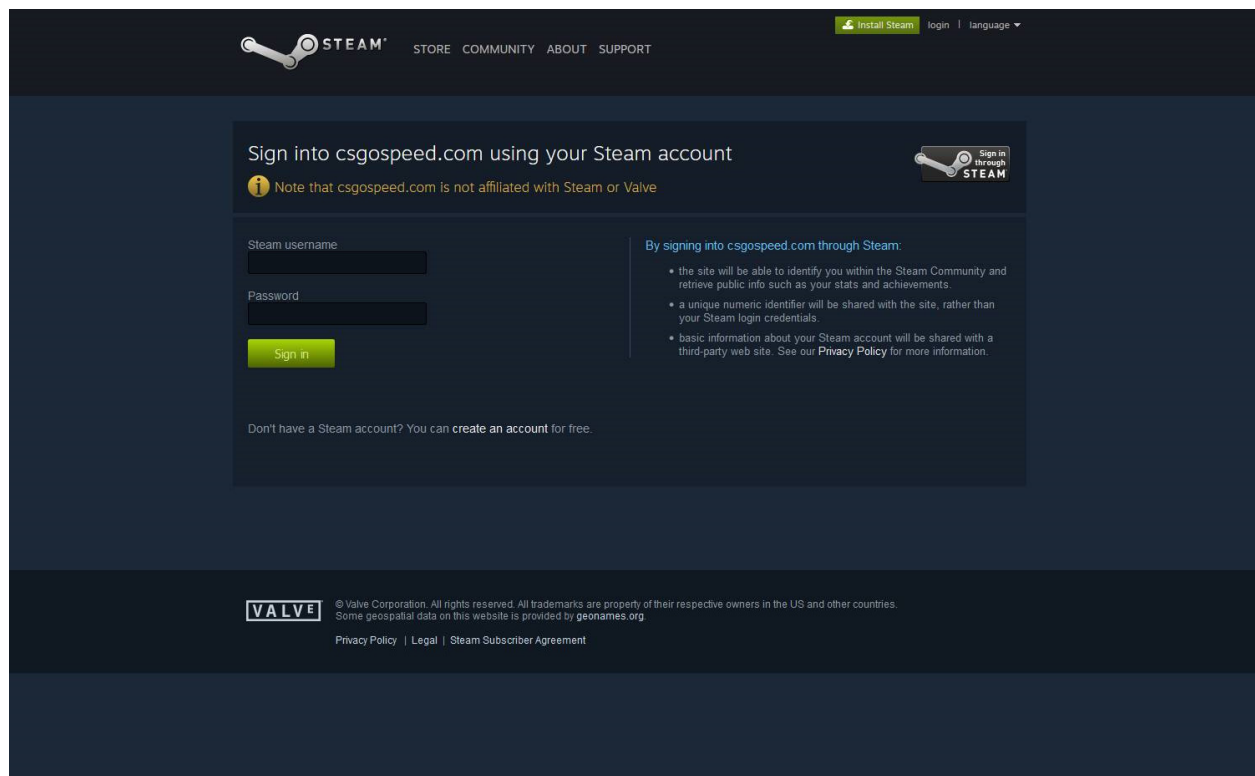 Install Steam login | language
STEAM® STORE COMMUNITY ABOUT SUPPORT
Sign into csgospeed.com using your Steam account
Note that csgospeed.com is not affiliated with Steam or Valve
Sign in
through
STEAM
Steam username
Password
Sign in
By signing into csgospeed.com through Steam:
• the site will be able to identify you within the Steam Community and
retrieve public info such as your stats and achievements.
• a unique numeric identifier will be shared with the site, rather than
your Steam login credentials.
• basic information about your Steam account will be shared with a
third-party web site. See our Privacy Policy for more information.
Don't have a Steam account? You can create an account for free.
VALVE
© Valve Corporation. All rights reserved. All trademarks are property of their respective owners in the US and other countries.
Some geospatial data on this website is provided by geonames.org.
Privacy Policy | Legal | Steam Subscriber Agreement